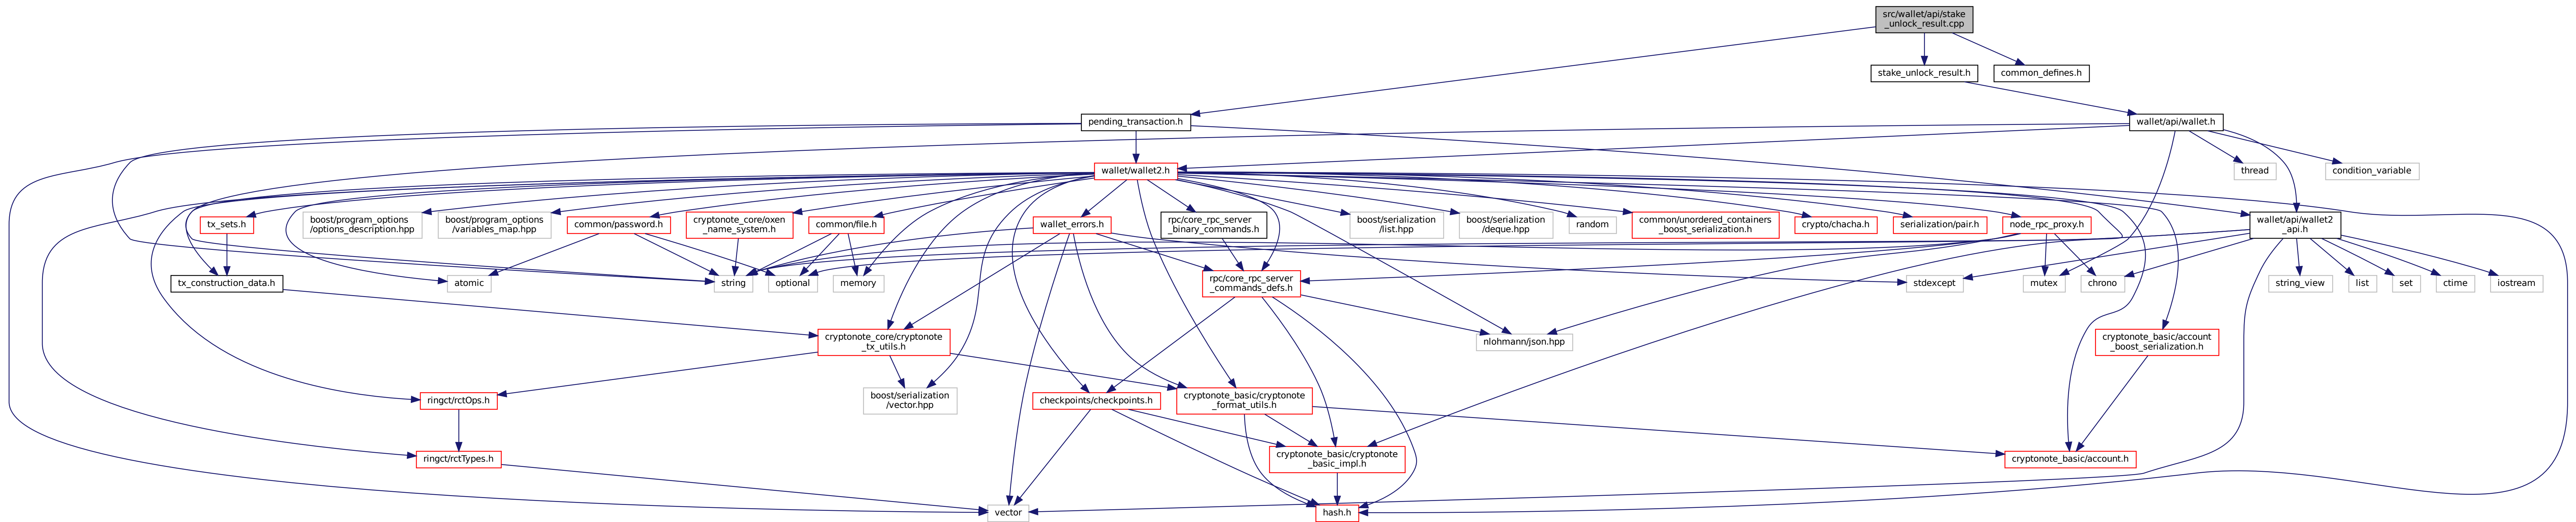 src/wallet/api/stake
_unlock_result.cpp
stake_unlock_result.h
common_defines.h
pending_transaction.h
wallet/api/wallet.h
wallet/wallet2.h
thread
condition_variable
tx_sets.h
boost/program_options
/options_description.hpp
boost/program_options
/variables_map.hpp
common/password.h
cryptonote_core/oxen
_name_system.h
common/file.h
wallet_errors.h
rpc/core_rpc_server
_binary_commands.h
boost/serialization
/list.hpp
boost/serialization
/deque.hpp
random
common/unordered_containers
_boost_serialization.h
crypto/chacha.h
serialization/pair.h
node_rpc_proxy.h
wallet/api/wallet2
_api.h
tx_construction_data.h
atomic
string
optional
memory
rpc/core_rpc_server
_commands_defs.h
stdexcept
mutex
chrono
string_view
list
set
ctime
iostream
cryptonote_core/cryptonote
_tx_utils.h
nlohmann/json.hpp
cryptonote_basic/account
_boost_serialization.h
ringct/rctOps.h
boost/serialization
/vector.hpp
checkpoints/checkpoints.h
cryptonote_basic/cryptonote
_format_utils.h
ringct/rctTypes.h
cryptonote_basic/cryptonote
_basic_impl.h
cryptonote_basic/account.h
vector
hash.h